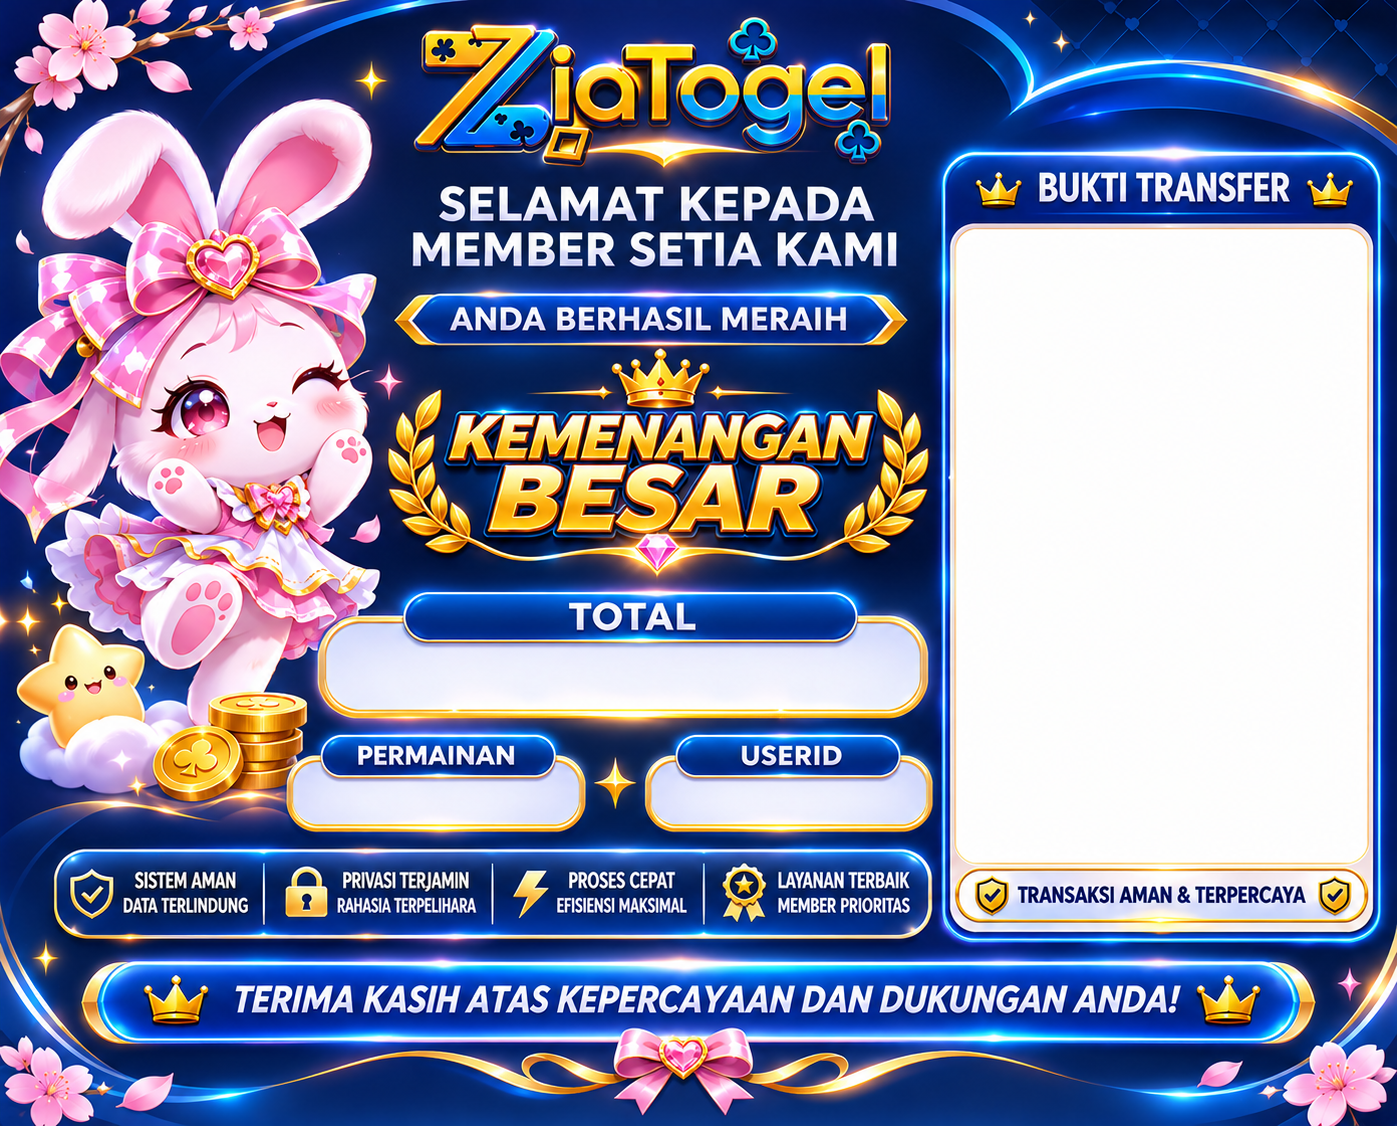 ZiaTogel
SELAMAT KEPADA
MEMBER SETIA KAMI
ANDA BERHASIL MERAIH
KEMENANGAN
BESAR
TOTAL
PERMAINAN
USERID
BUKTI TRANSFER
TRANSAKSI AMAN & TERPERCAYA
SISTEM AMAN
DATA TERLINDUNG
PRIVASI TERJAMIN
RAHASIA TERPELIHARA
PROSES CEPAT
EFISIENSI MAKSIMAL
LAYANAN TERBAIK
MEMBER PRIORITAS
TERIMA KASIH ATAS KEPERCAYAAN DAN DUKUNGAN ANDA!